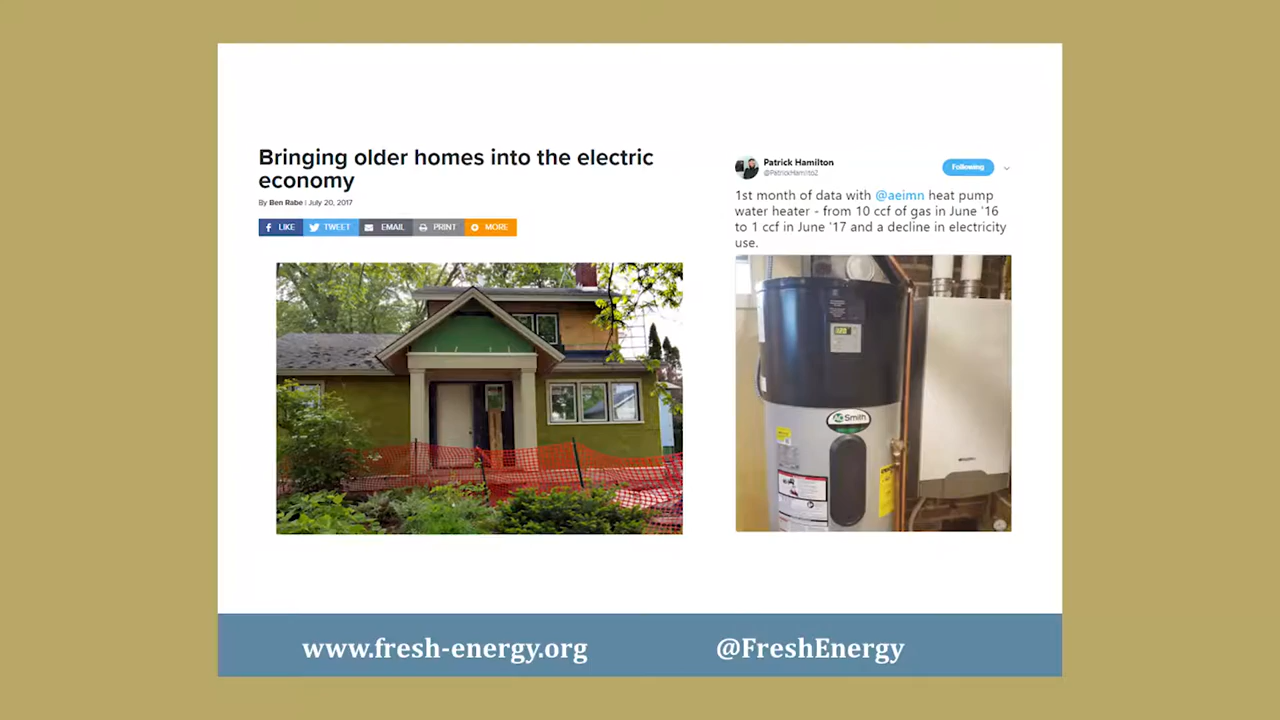 Bringing older homes into the electric
economy
By Ben Rabe | July 20, 2017
LIKE TWEET EMAIL PRINT MORE
Patrick Hamilton
Following
1st month of data with @aeimn heat pump
water heater - from 10 ccf of gas in June '16
to 1 ccf in June '17 and a decline in electricity
use.
AO Smith
www.fresh-energy.org @FreshEnergy